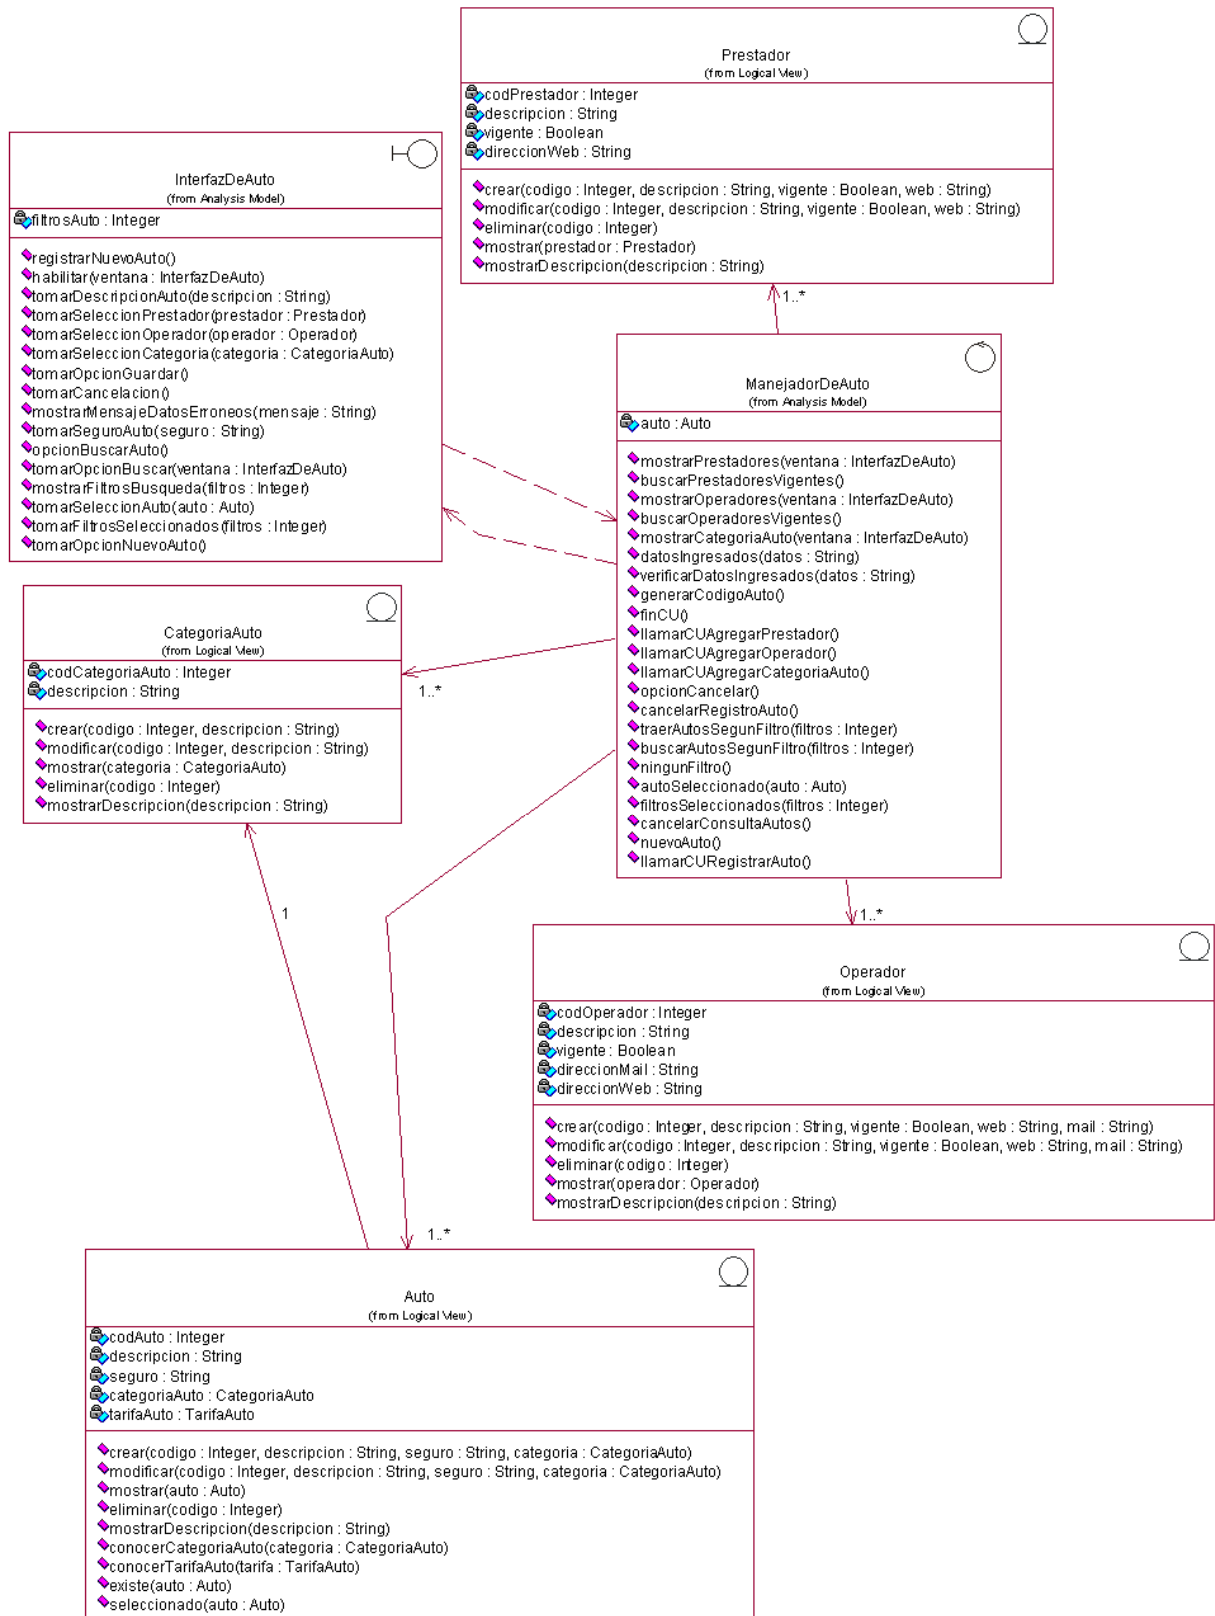 Prestador
(from Logical View)
codPrestador : Integer
descripcion : String
vigente : Boolean
direccionWeb : String
crear(codigo : Integer, descripcion : String, vigente : Boolean, web : String)
modificar(codigo : Integer, descripcion : String, vigente : Boolean, web : String)
eliminar(codigo : Integer)
mostrar(prestador : Prestador)
mostrarDescripcion(descripcion : String)
1..*
InterfazDeAuto
(from Analysis Model)
filtrosAuto : Integer
registrarNuevoAuto()
habilitar(ventana : InterfazDeAuto)
tomarDescripcionAuto(descripcion : String)
tomarSeleccionPrestador(prestador : Prestador)
tomarSeleccionOperador(operador : Operador)
tomarSeleccionCategoria(categoria : CategoriaAuto)
tomarOpcionGuardar()
tomarCancelacion()
mostrarMensajeDatosErroneos(mensaje : String)
tomarSeguroAuto(seguro : String)
opcionBuscarAuto()
tomarOpcionBuscar(ventana : InterfazDeAuto)
mostrarFiltrosBusqueda(filtros : Integer)
tomarSeleccionAuto(auto : Auto)
tomarFiltrosSeleccionados(filtros : Integer)
tomarOpcionNuevoAuto()
ManejadorDeAuto
(from Analysis Model)
auto : Auto
mostrarPrestadores(ventana : InterfazDeAuto)
buscarPrestadoresVigentes()
mostrarOperadores(ventana : InterfazDeAuto)
buscarOperadoresVigentes()
mostrarCategoriaAuto(ventana : InterfazDeAuto)
datosIngresados(datos : String)
verificarDatosIngresados(datos : String)
generarCodigoAuto()
finCU()
llamarCUAgregarPrestador()
llamarCUAgregarOperador()
llamarCUAgregarCategoriaAuto()
opcionCancelar()
cancelarRegistroAuto()
traerAutosSegunFiltro(filtros : Integer)
buscarAutosSegunFiltro(filtros : Integer)
ningunFiltro()
autoSeleccionado(auto : Auto)
filtrosSeleccionados(filtros : Integer)
cancelarConsultaAutos()
nuevoAuto()
llamarCURegistrarAuto()
CategoriaAuto
(from Logical View)
codCategoriaAuto : Integer
descripcion : String
crear(codigo : Integer, descripcion : String)
modificar(codigo : Integer, descripcion : String)
mostrar(categoria : CategoriaAuto)
eliminar(codigo : Integer)
mostrarDescripcion(descripcion : String)
1..*
1
1..*
Operador
(from Logical View)
codOperador : Integer
descripcion : String
vigente : Boolean
direccionMail : String
direccionWeb : String
crear(codigo : Integer, descripcion : String, vigente : Boolean, web : String, mail : String)
modificar(codigo : Integer, descripcion : String, vigente : Boolean, web : String, mail : String)
eliminar(codigo : Integer)
mostrar(operador : Operador)
mostrarDescripcion(descripcion : String)
1..*
Auto
(from Logical View)
codAuto : Integer
descripcion : String
seguro : String
categoriaAuto : CategoriaAuto
tarifaAuto : TarifaAuto
crear(codigo : Integer, descripcion : String, seguro : String, categoria : CategoriaAuto)
modificar(codigo : Integer, descripcion : String, seguro : String, categoria : CategoriaAuto)
mostrar(auto : Auto)
eliminar(codigo : Integer)
mostrarDescripcion(descripcion : String)
conocerCategoriaAuto(categoria : CategoriaAuto)
conocerTarifaAuto(tarifa : TarifaAuto)
existe(auto : Auto)
seleccionado(auto : Auto)